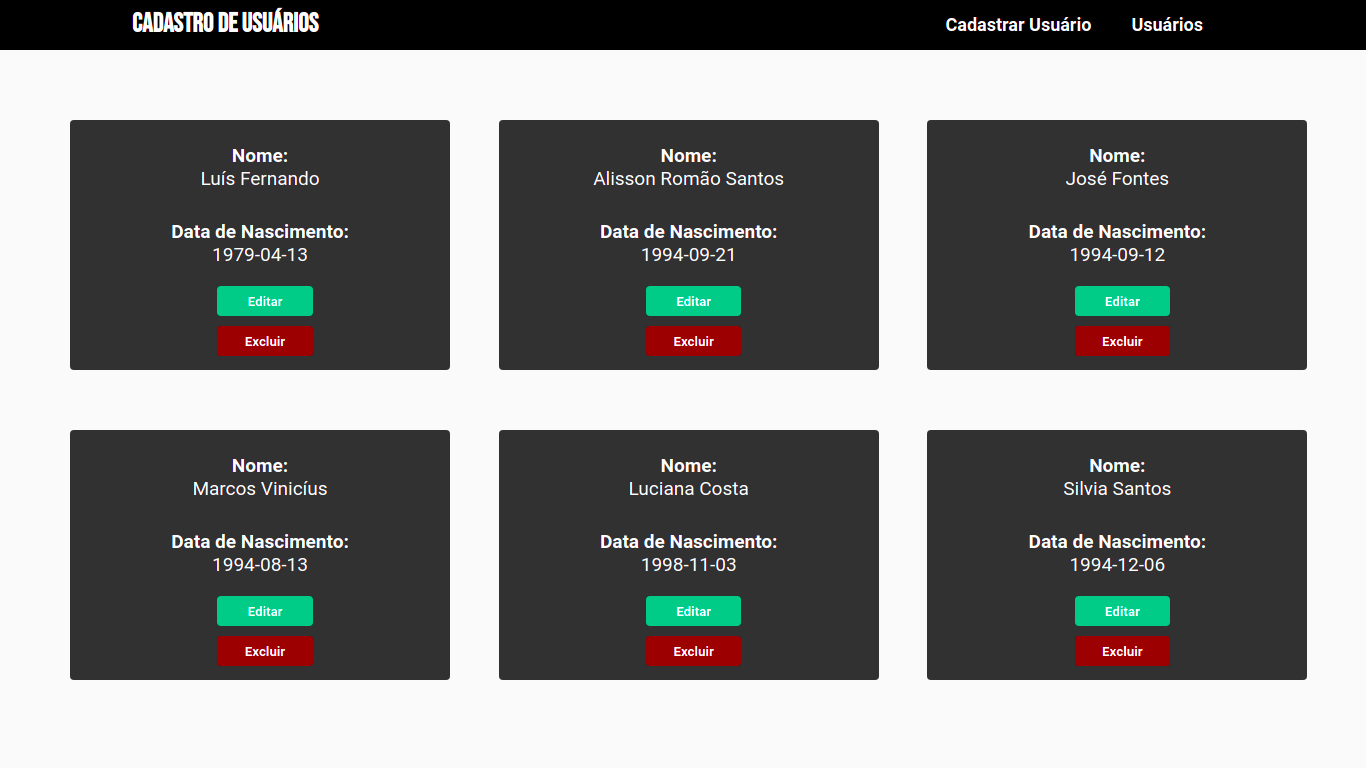 CADASTRO DE USUÁRIOS
Cadastrar Usuário
Usuários
Nome:
Luís Fernando
Data de Nascimento:
1979-04-13
Editar
Excluir
Nome:
Alisson Romão Santos
Data de Nascimento:
1994-09-21
Editar
Excluir
Nome:
José Fontes
Data de Nascimento:
1994-09-12
Editar
Excluir
Nome:
Marcos Vinicíus
Data de Nascimento:
1994-08-13
Editar
Excluir
Nome:
Luciana Costa
Data de Nascimento:
1998-11-03
Editar
Excluir
Nome:
Silvia Santos
Data de Nascimento:
1994-12-06
Editar
Excluir